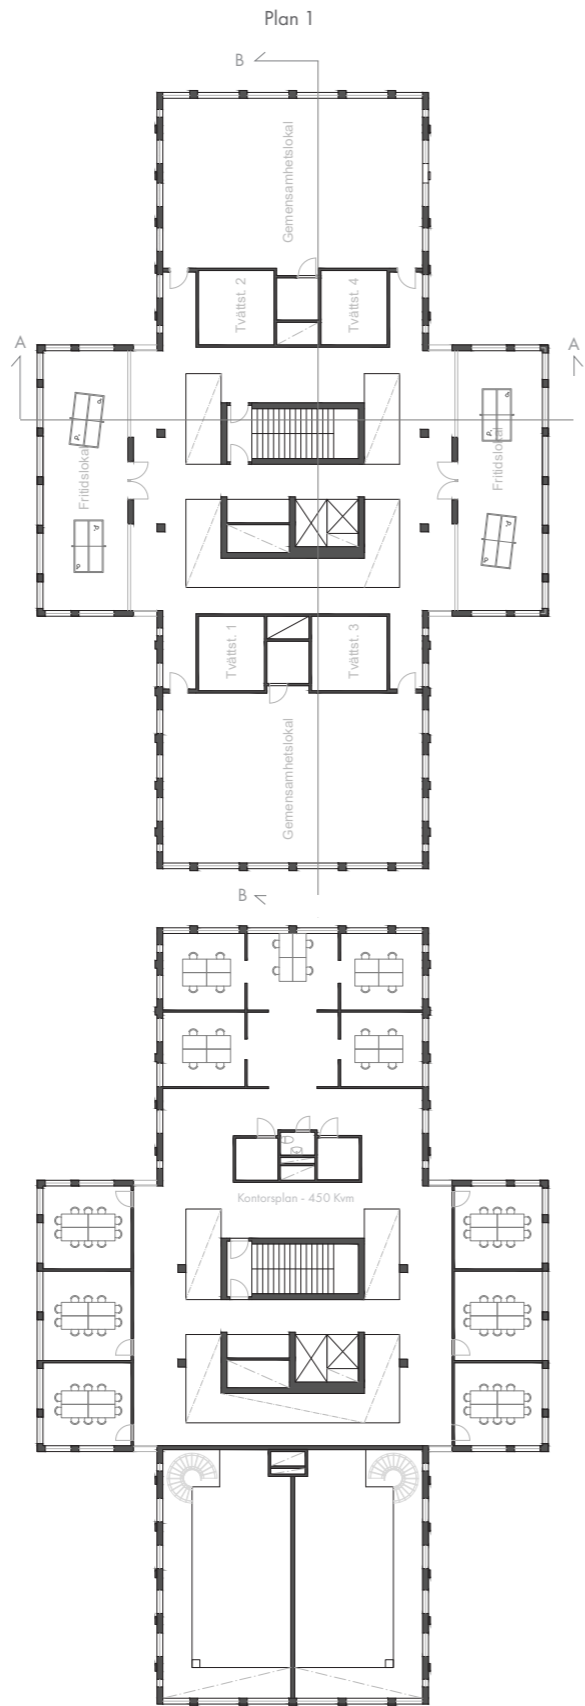 Plan 1
B
Gemensamhetslokal
Tvättst. 2
Tvättst. 4
A
A
Fritidslokal
Fritidslokal
Tvättst. 1
Tvättst. 3
Gemensamhetslokal
B
Kontorsplan - 450 Kvm